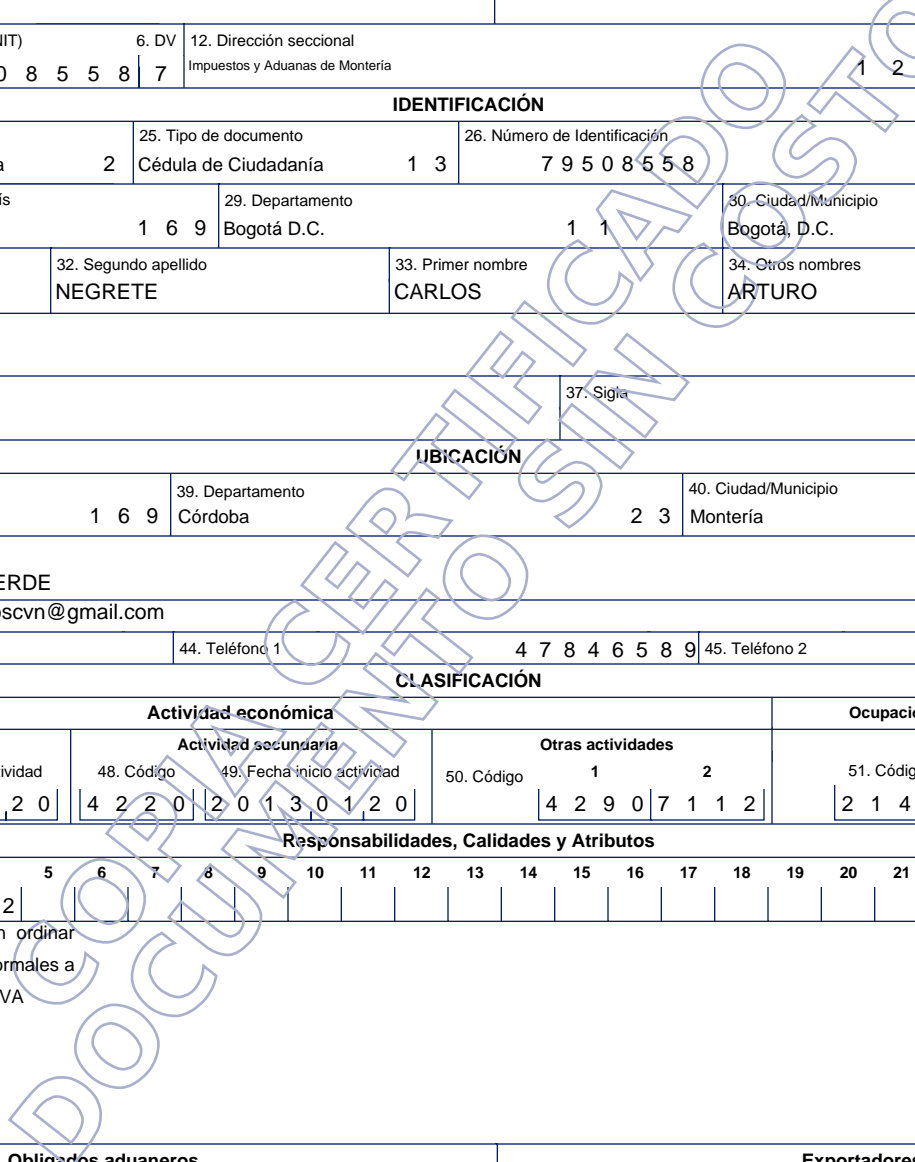 NIT) 6. DV 12. Dirección seccional
0 8 5 5 8 7 Impuestos y Aduanas de Montería 1 2
IDENTIFICACIÓN
25. Tipo de documento 26. Número de Identificación
a 2 Cédula de Ciudadanía 1 3 7 9 5 0 8 5 5 8
ís 29. Departamento 30. Ciudad/Municipio
1 6 9 Bogotá D.C. 1 1 Bogotá, D.C.
32. Segundo apellido 33. Primer nombre 34. Otros nombres
NEGRETE CARLOS ARTURO
37. Sigla
UBICACIÓN
39. Departamento 40. Ciudad/Municipio
1 6 9 Córdoba 2 3 Montería
ERDE
oscvn@gmail.com
44. Teléfono 1 4 7 8 4 6 5 8 9 45. Teléfono 2
CLASIFICACIÓN
Actividad económica Ocupació
Actividad secundaria Otras actividades
ividad 48. Código 49. Fecha inicio actividad 50. Código 1 2 51. Códig
2 0 4 2 2 0 2 0 1 3 0 1 2 0 4 2 9 0 7 1 1 2 2 1 4
Responsabilidades, Calidades y Atributos
5 6 7 8 9 10 11 12 13 14 15 16 17 18 19 20 21
2
n ordinar
ormales a
VA
Obligados aduaneros Exportadores
COPIA CERTIFICADO
DOCUMENTO SIN COSTO